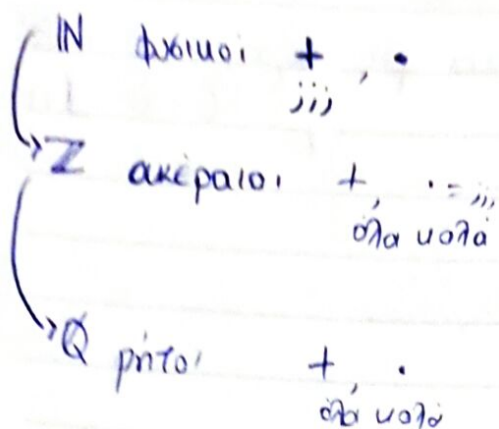 ℕ φυσικοί + , ·
;;;
ℤ ακέραιοι +, · = ;;;
όλα καλά
ℚ ρητοί +, ·
όλα καλά